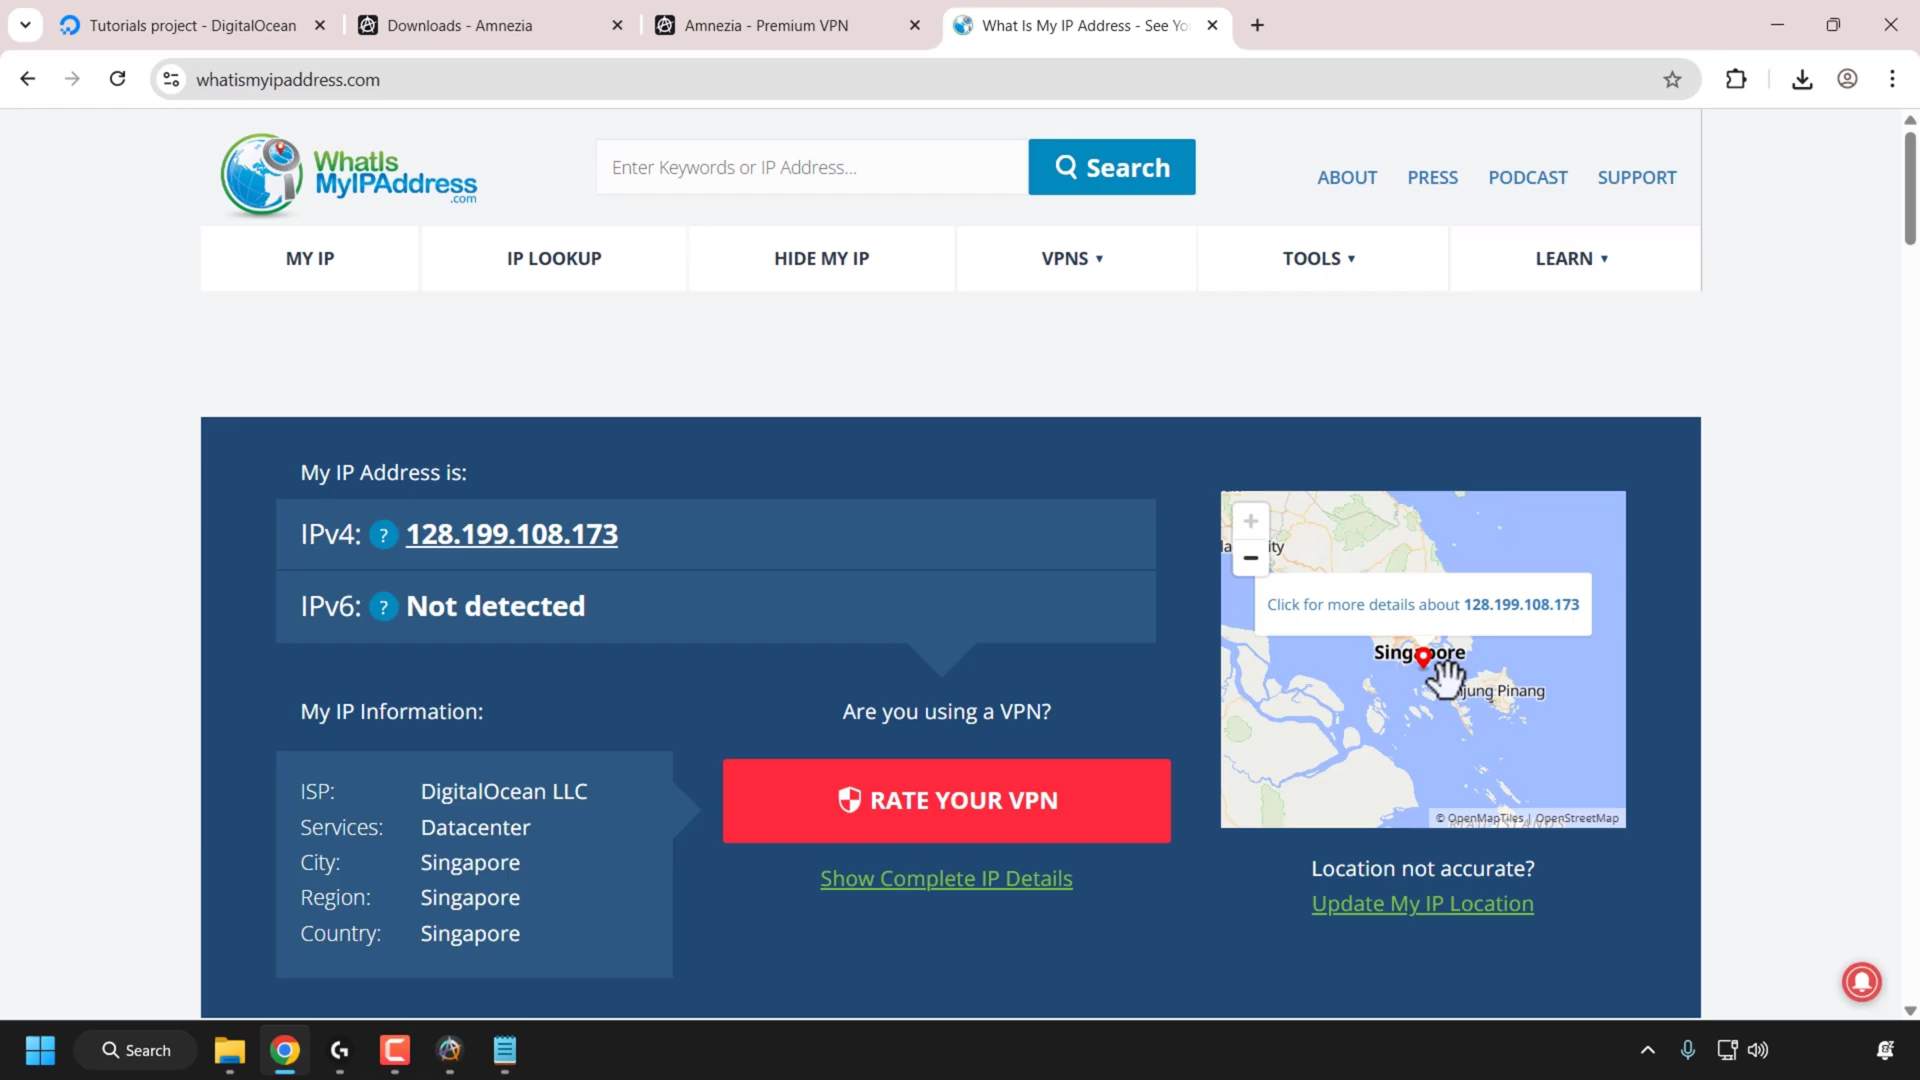 Tutorials project - DigitalOcean
Downloads - Amnezia
Amnezia - Premium VPN
What Is My IP Address - See Yo
whatismyipaddress.com
WhatIs
MyIPAddress
.com
Enter Keywords or IP Address...
Search
ABOUT
PRESS
PODCAST
SUPPORT
MY IP
IP LOOKUP
HIDE MY IP
VPNS ▾
TOOLS ▾
LEARN ▾
My IP Address is:
IPv4: ? 128.199.108.173
IPv6: ? Not detected
My IP Information:
ISP: DigitalOcean LLC
Services: Datacenter
City: Singapore
Region: Singapore
Country: Singapore
Are you using a VPN?
RATE YOUR VPN
Show Complete IP Details
+
−
ity
Click for more details about 128.199.108.173
Singapore
jung Pinang
© OpenMapTiles | OpenStreetMap
Location not accurate?
Update My IP Location
Search